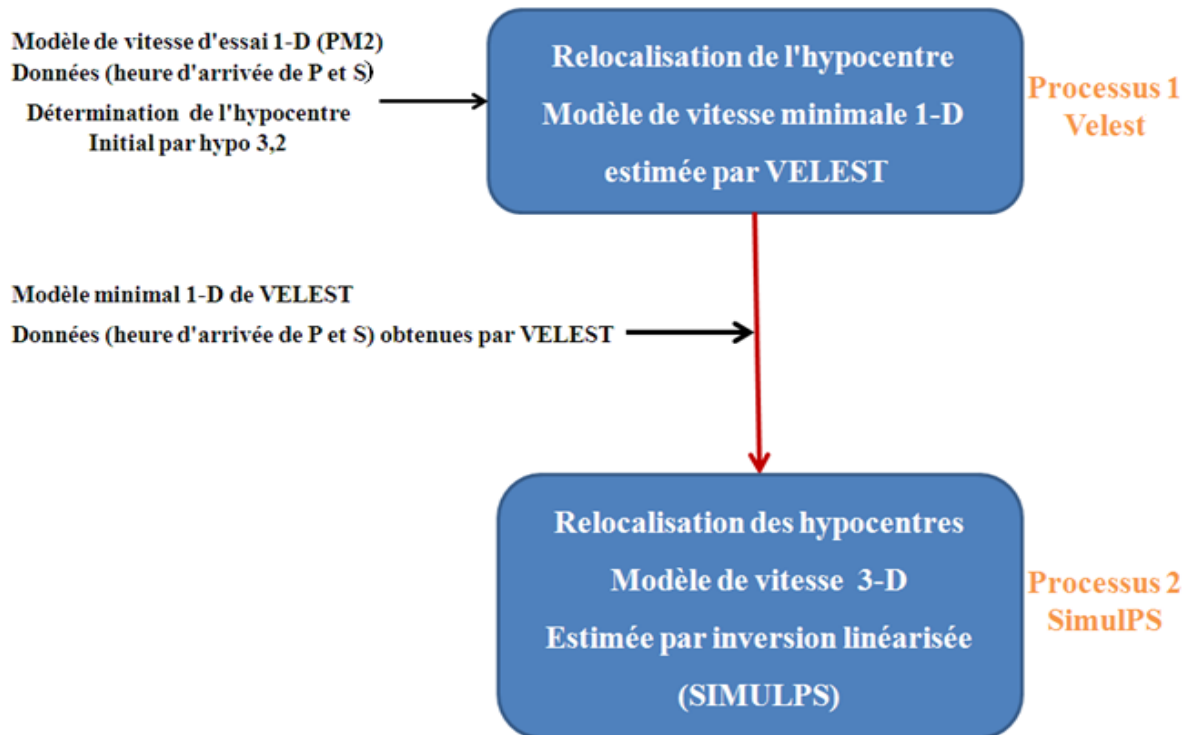 Modèle de vitesse d'essai 1-D (PM2)
Données (heure d'arrivée de P et S)
Détermination de l'hypocentre
Initial par hypo 3,2
Relocalisation de l'hypocentre
Modèle de vitesse minimale 1-D
estimée par VELEST
Processus 1
Velest
Modèle minimal 1-D de VELEST
Données (heure d'arrivée de P et S) obtenues par VELEST
Relocalisation des hypocentres
Modèle de vitesse 3-D
Estimée par inversion linéarisée
(SIMULPS)
Processus 2
SimulPS